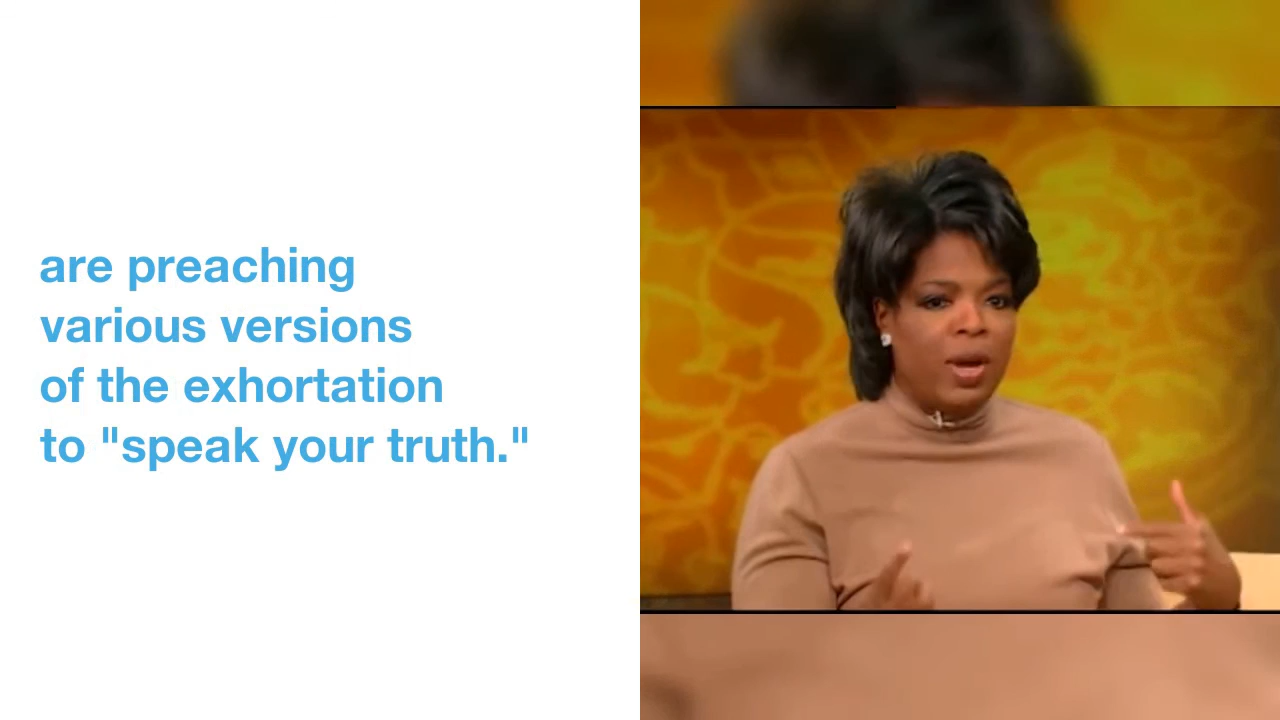 are preaching
various versions
of the exhortation
to "speak your truth."